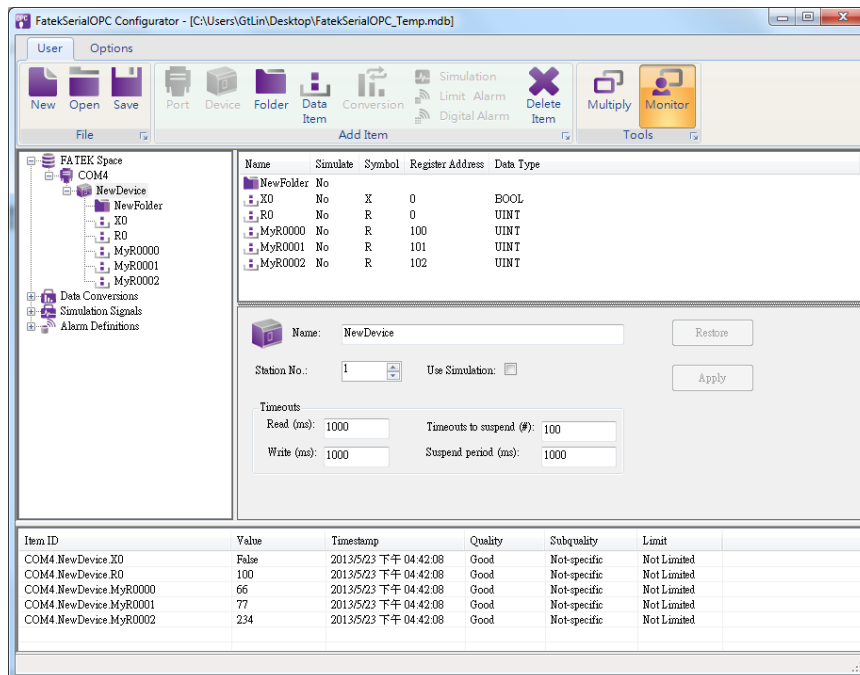 FatekSerialOPC Configurator - [C:\Users\GtLin\Desktop\FatekSerialOPC_Temp.mdb]
User Options
New Open Save Port Device Folder Data Item Conversion Simulation Limit Alarm Digital Alarm Delete Item Multiply Monitor
File Add Item Tools
FATEK Space
COM4
NewDevice
NewFolder
X0
R0
MyR0000
MyR0001
MyR0002
Data Conversions
Simulation Signals
Alarm Definitions
Name Simulate Symbol Register Address Data Type
NewFolder No
X0 No X 0 BOOL
R0 No R 0 UINT
MyR0000 No R 100 UINT
MyR0001 No R 101 UINT
MyR0002 No R 102 UINT
Name: NewDevice Restore
Station No.: 1 Use Simulation: Apply
Timeouts
Read (ms): 1000 Timeouts to suspend (#): 100
Write (ms): 1000 Suspend period (ms): 1000
Item ID Value Timestamp Quality Subquality Limit
COM4.NewDevice.X0 False 2013/5/23 下午 04:42:08 Good Not-specific Not Limited
COM4.NewDevice.R0 100 2013/5/23 下午 04:42:08 Good Not-specific Not Limited
COM4.NewDevice.MyR0000 66 2013/5/23 下午 04:42:08 Good Not-specific Not Limited
COM4.NewDevice.MyR0001 77 2013/5/23 下午 04:42:08 Good Not-specific Not Limited
COM4.NewDevice.MyR0002 234 2013/5/23 下午 04:42:08 Good Not-specific Not Limited